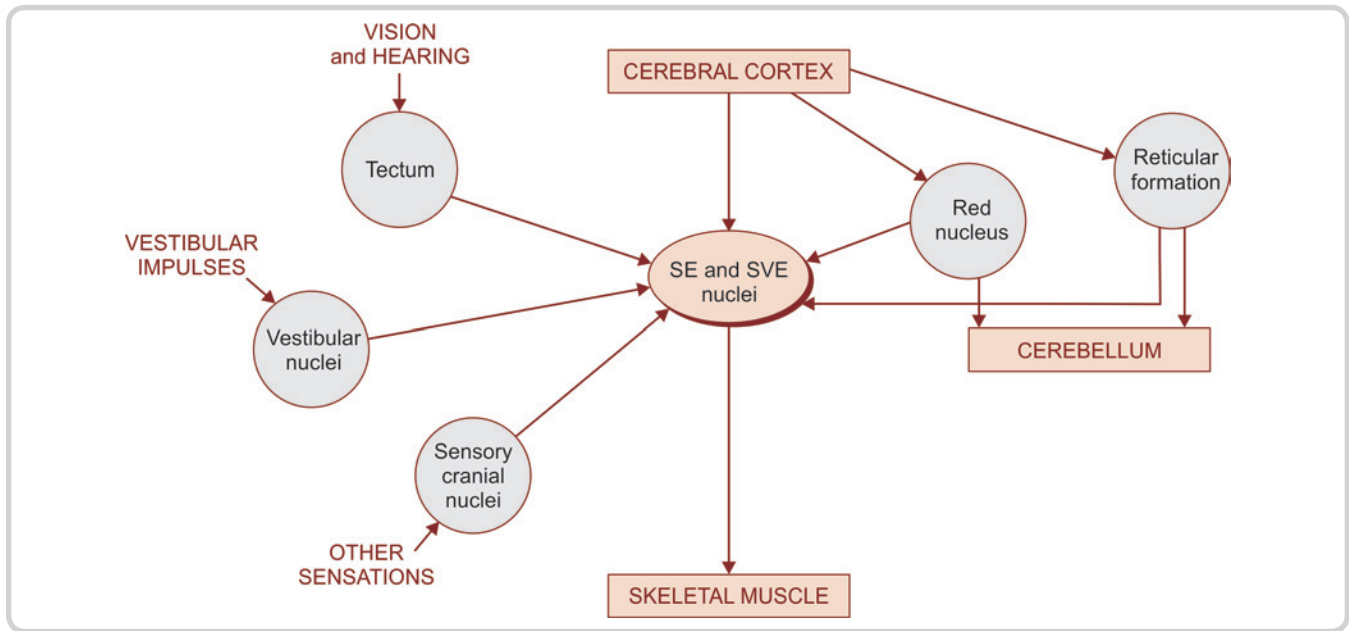 VISION
and HEARING
CEREBRAL CORTEX
Tectum
Reticular
formation
Red
nucleus
VESTIBULAR
IMPULSES
SE and SVE
nuclei
Vestibular
nuclei
CEREBELLUM
Sensory
cranial
nuclei
OTHER
SENSATIONS
SKELETAL MUSCLE